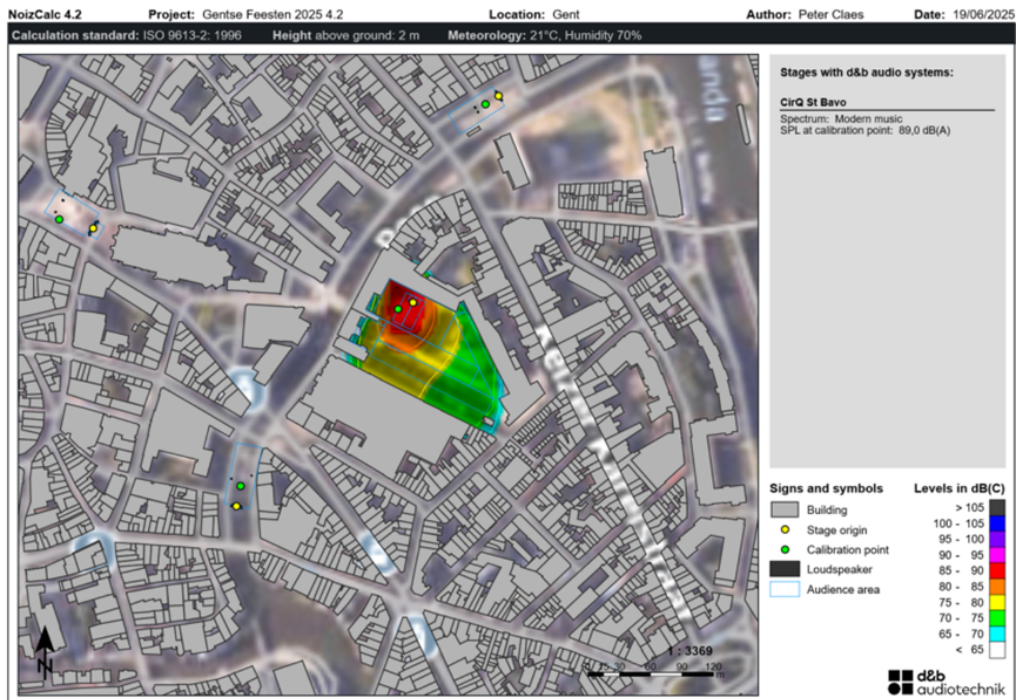 NoizCalc 4.2 Project: Gentse Feesten 2025 4.2 Location: Gent Author: Peter Claes Date: 19/06/2025
Calculation standard: ISO 9613-2: 1996 Height above ground: 2 m Meteorology: 21°C, Humidity 70%
Stages with d&b audio systems:
CirQ St Bavo
Spectrum: Modern music
SPL at calibration point: 89,0 dB(A)
Signs and symbols
Building
Stage origin
Calibration point
Loudspeaker
Audience area
Levels in dB(C)
> 105
100 - 105
95 - 100
90 - 95
85 - 90
80 - 85
75 - 80
70 - 75
65 - 70
< 65
N
1 : 3369
0 15 30 60 90 120
m
d&b
audiotechnik